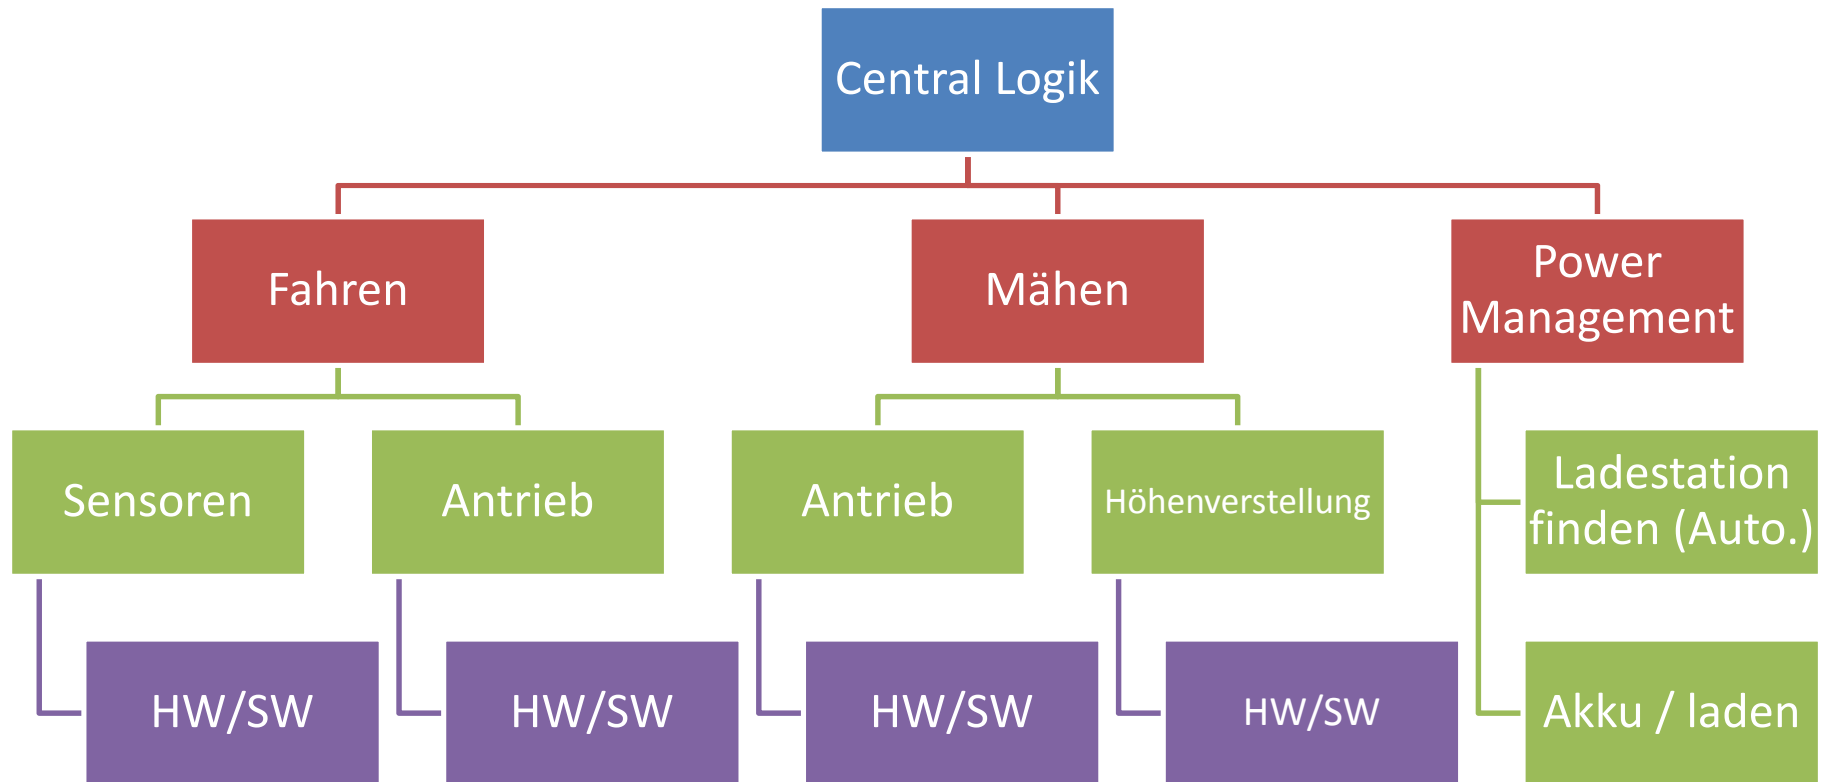 Central Logik
Fahren
Mähen
Power
Management
Sensoren
Antrieb
Antrieb
Höhenverstellung
Ladestation
finden (Auto.)
HW/SW
HW/SW
HW/SW
HW/SW
Akku / laden